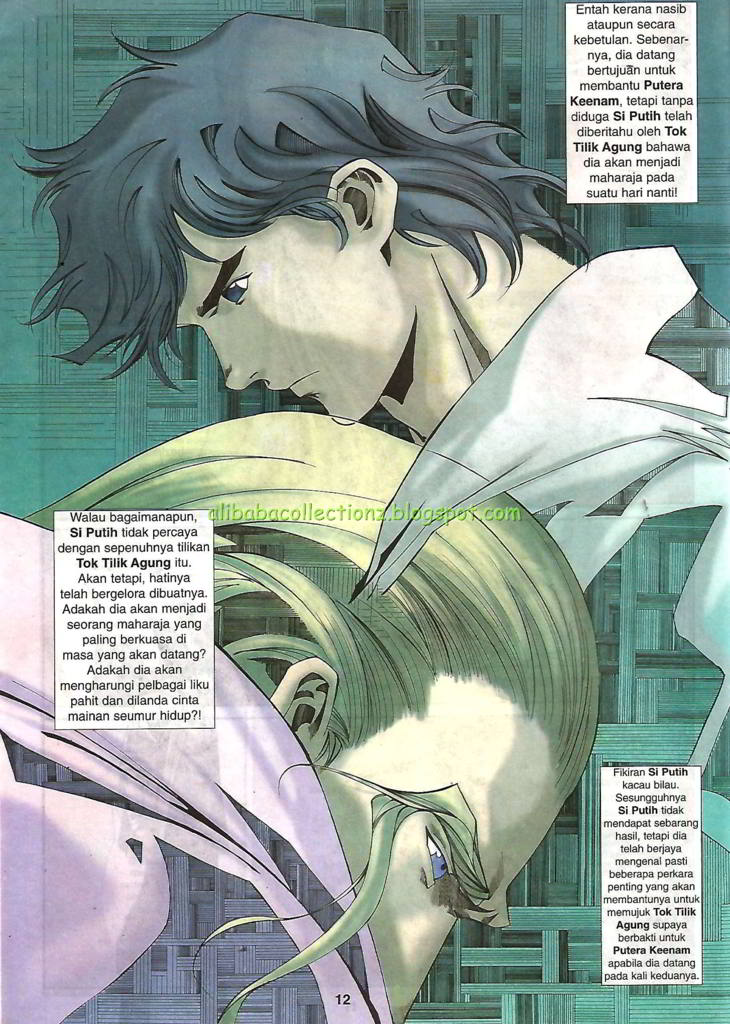 Entah kerana nasib
ataupun secara
kebetulan. Sebenar-
nya, dia datang
bertujuan untuk
membantu Putera
Keenam, tetapi tanpa
diduga Si Putih telah
diberitahu oleh Tok
Tilik Agung bahawa
dia akan menjadi
maharaja pada
suatu hari nanti!
alibabacollectionz.blogspot.com
Walau bagaimanapun,
Si Putih tidak percaya
dengan sepenuhnya tilikan
Tok Tilik Agung itu.
Akan tetapi, hatinya
telah bergelora dibuatnya.
Adakah dia akan menjadi
seorang maharaja yang
paling berkuasa di
masa yang akan datang?
Adakah dia akan
mengharungi pelbagai liku
pahit dan dilanda cinta
mainan seumur hidup?!
Fikiran Si Putih
kacau bilau.
Sesungguhnya
Si Putih tidak
mendapat sebarang
hasil, tetapi dia
telah berjaya
mengenal pasti
beberapa perkara
penting yang akan
membantunya untuk
memujuk Tok Tilik
Agung supaya
berbakti untuk
Putera Keenam
apabila dia datang
pada kali keduanya.
12